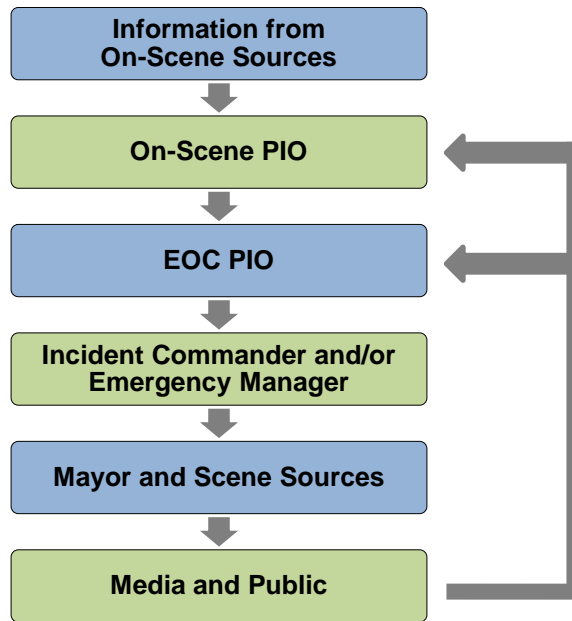 Information from
On-Scene Sources
On-Scene PIO
EOC PIO
Incident Commander and/or
Emergency Manager
Mayor and Scene Sources
Media and Public